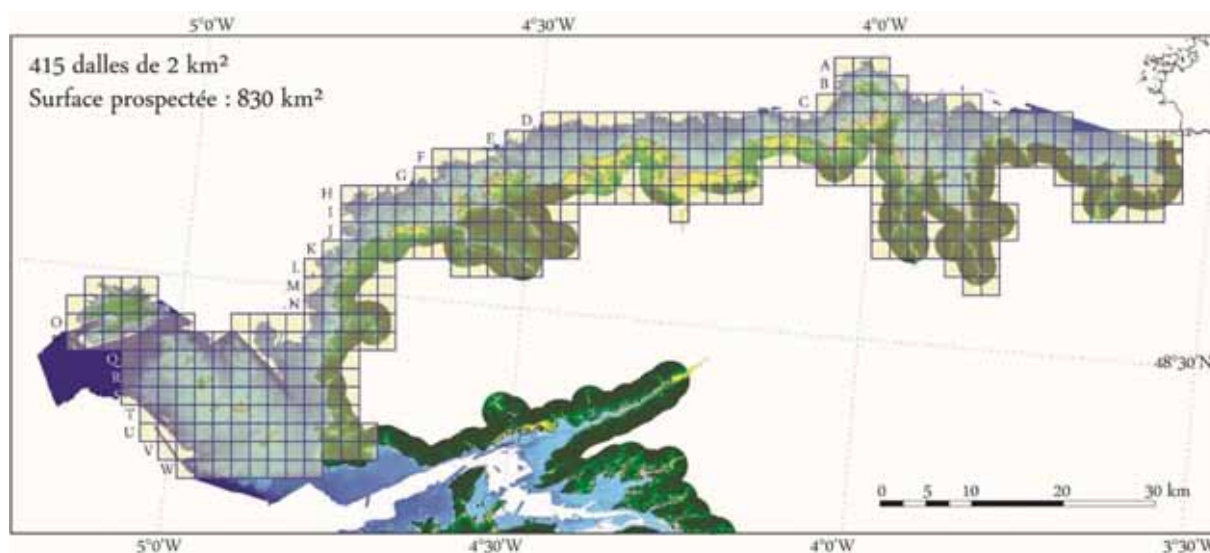 5°0'W 4°30'W 4°0'W
415 dalles de 2 km²
Surface prospectée : 830 km²
A
B
C
D
E
F
G
H
I
J
K
L
M
N
O
Q
R
S
T
U
V
W
48°30'N
0 5 10 20 30 km
5°0'W 4°30'W 4°0'W 3°30'W